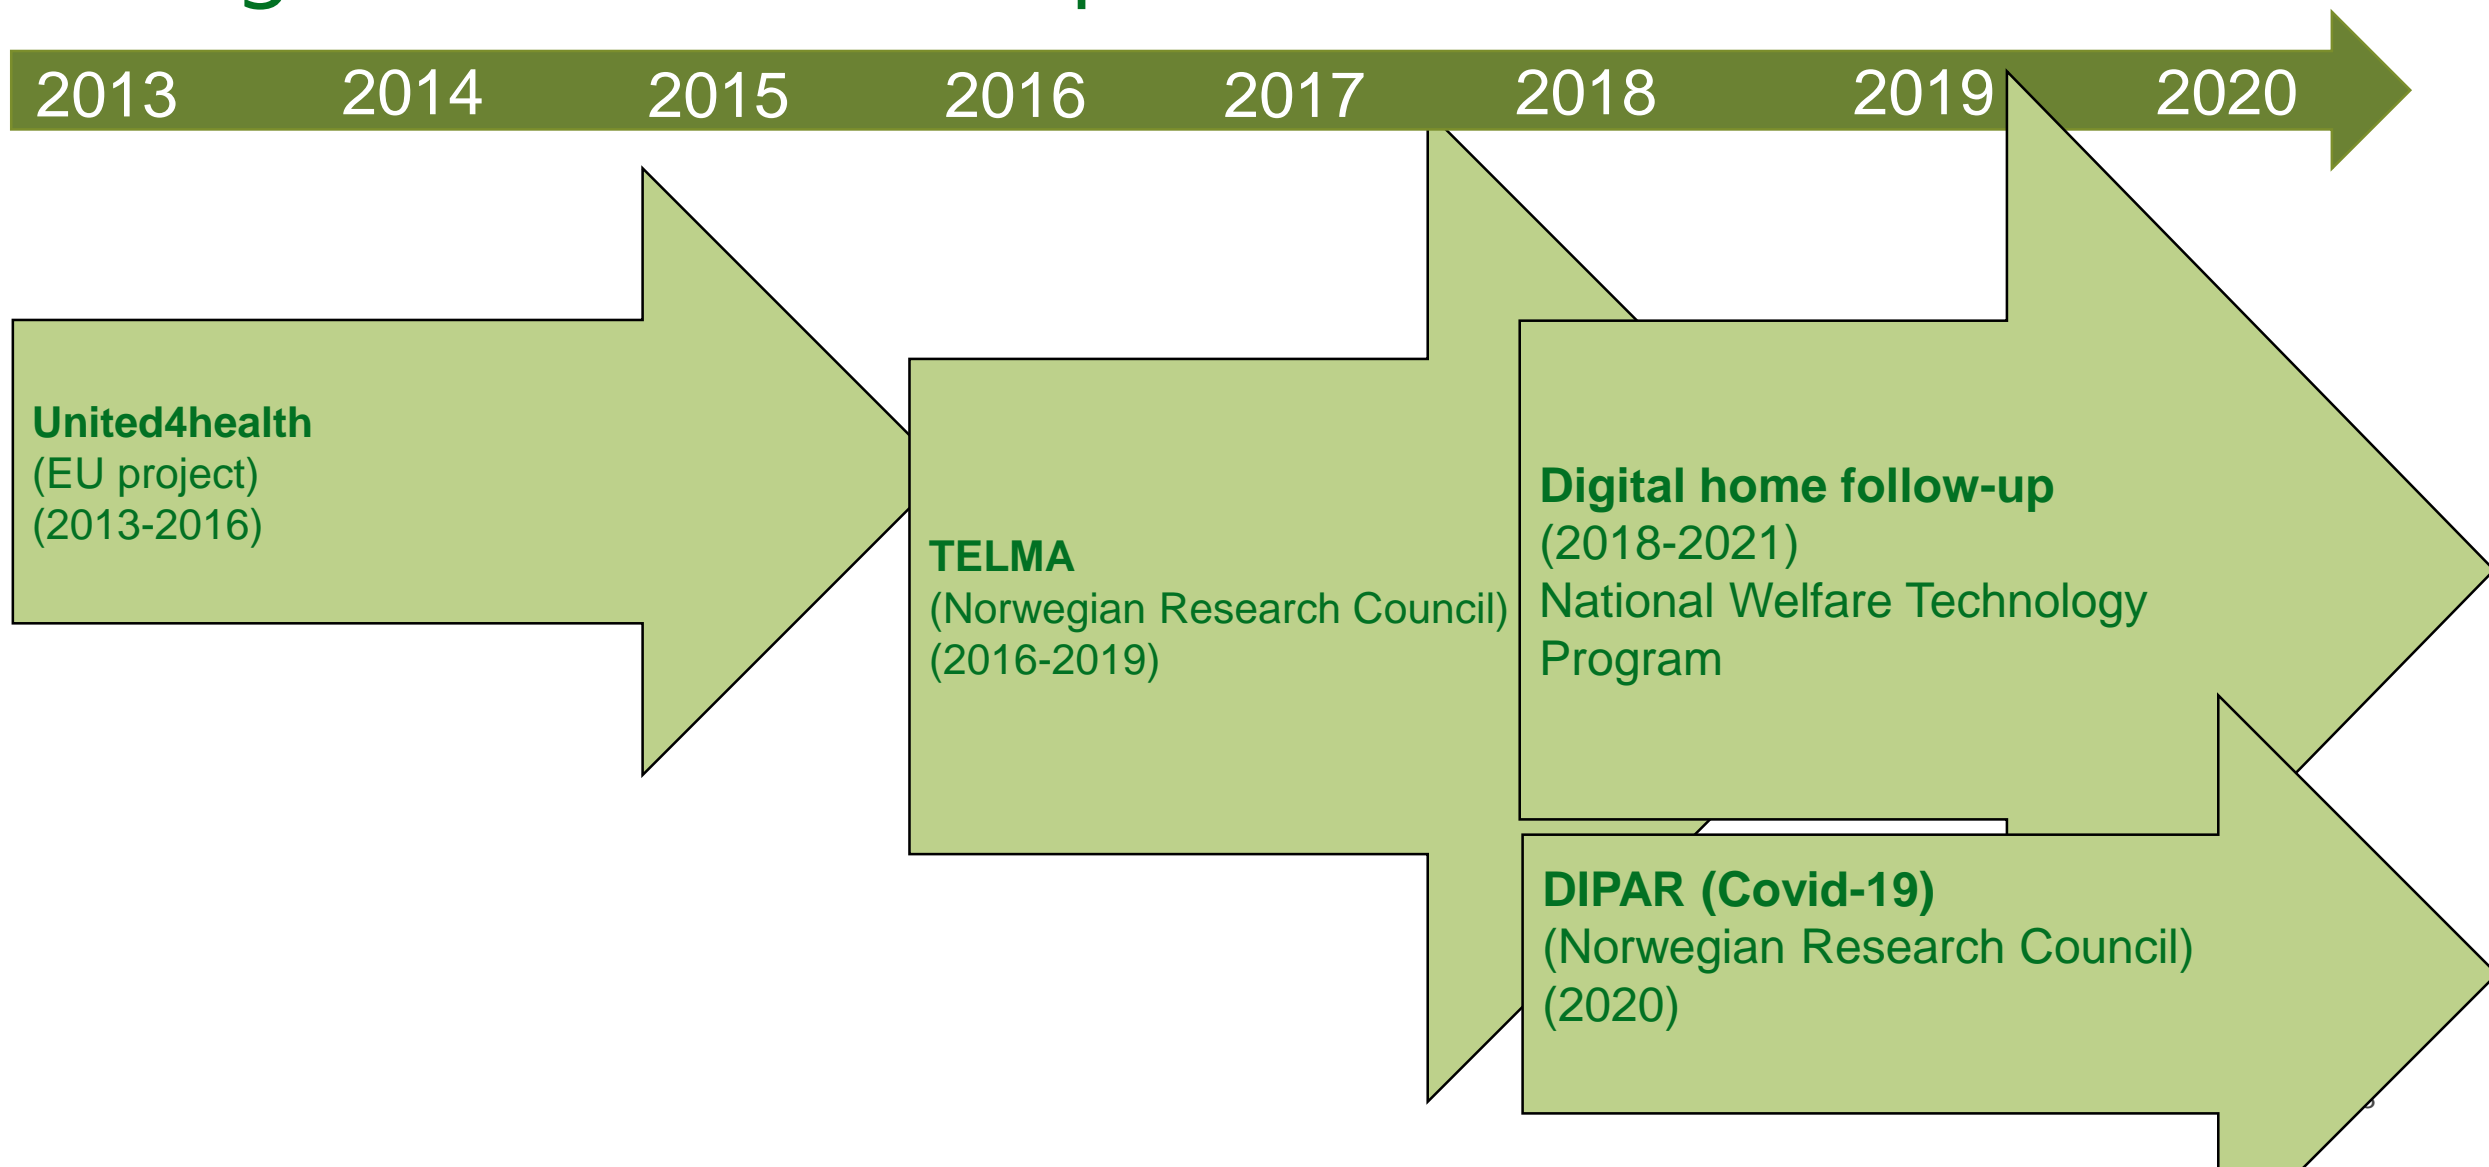 2013 2014 2015 2016 2017 2018 2019 2020
United4health
(EU project)
(2013-2016)
TELMA
(Norwegian Research Council)
(2016-2019)
Digital home follow-up
(2018-2021)
National Welfare Technology
Program
DIPAR (Covid-19)
(Norwegian Research Council)
(2020)